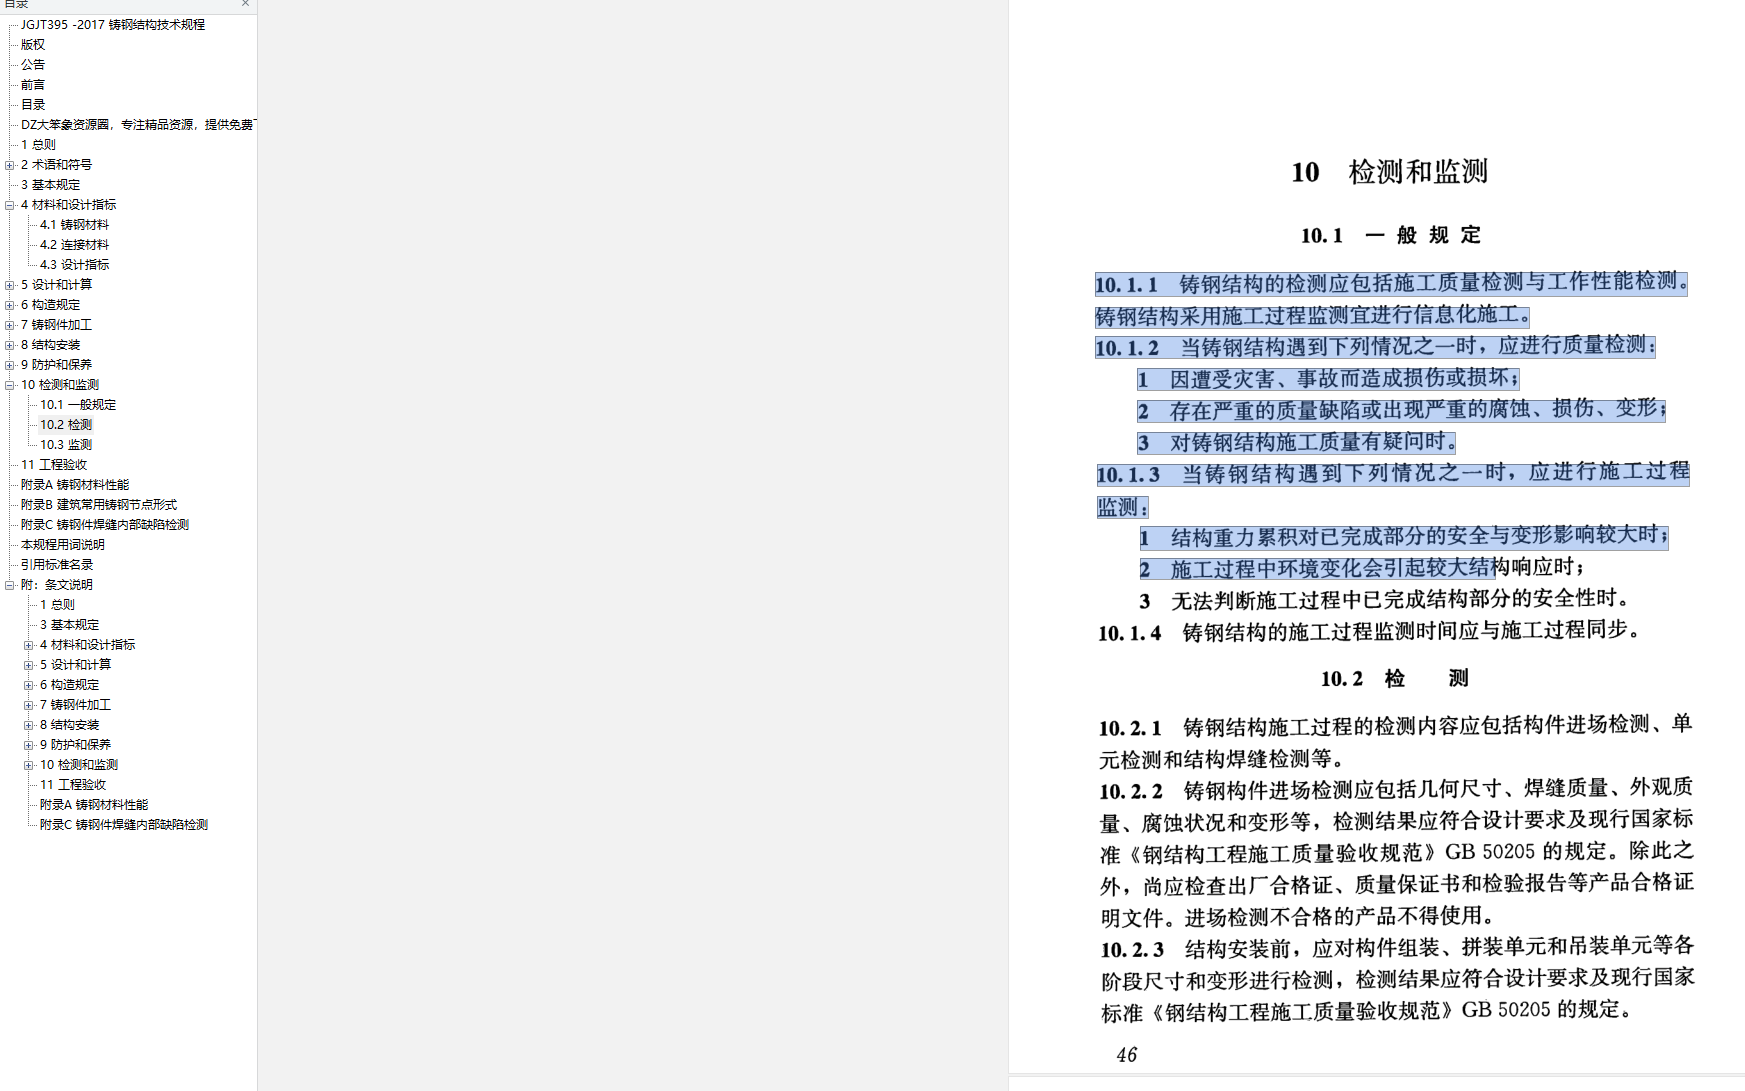 目录
JGJT395 -2017 铸钢结构技术规程
版权
公告
前言
目录
DZ大笨象资源圈，专注精品资源，提供免费下
1 总则
2 术语和符号
3 基本规定
4 材料和设计指标
4.1 铸钢材料
4.2 连接材料
4.3 设计指标
5 设计和计算
6 构造规定
7 铸钢件加工
8 结构安装
9 防护和保养
10 检测和监测
10.1 一般规定
10.2 检测
10.3 监测
11 工程验收
附录A 铸钢材料性能
附录B 建筑常用铸钢节点形式
附录C 铸钢件焊缝内部缺陷检测
本规程用词说明
引用标准名录
附：条文说明
1 总则
3 基本规定
4 材料和设计指标
5 设计和计算
6 构造规定
7 铸钢件加工
8 结构安装
9 防护和保养
10 检测和监测
11 工程验收
附录A 铸钢材料性能
附录C 铸钢件焊缝内部缺陷检测
10 检测和监测
10.1 一般规定
10.1.1 铸钢结构的检测应包括施工质量检测与工作性能检测。
铸钢结构采用施工过程监测宜进行信息化施工。
10.1.2 当铸钢结构遇到下列情况之一时，应进行质量检测：
1 因遭受灾害、事故而造成损伤或损坏；
2 存在严重的质量缺陷或出现严重的腐蚀、损伤、变形；
3 对铸钢结构施工质量有疑问时。
10.1.3 当铸钢结构遇到下列情况之一时，应进行施工过程
监测：
1 结构重力累积对已完成部分的安全与变形影响较大时；
2 施工过程中环境变化会引起较大结构响应时；
3 无法判断施工过程中已完成结构部分的安全性时。
10.1.4 铸钢结构的施工过程监测时间应与施工过程同步。
10.2 检 测
10.2.1 铸钢结构施工过程的检测内容应包括构件进场检测、单
元检测和结构焊缝检测等。
10.2.2 铸钢构件进场检测应包括几何尺寸、焊缝质量、外观质
量、腐蚀状况和变形等，检测结果应符合设计要求及现行国家标
准《钢结构工程施工质量验收规范》GB 50205 的规定。除此之
外，尚应检查出厂合格证、质量保证书和检验报告等产品合格证
明文件。进场检测不合格的产品不得使用。
10.2.3 结构安装前，应对构件组装、拼装单元和吊装单元等各
阶段尺寸和变形进行检测，检测结果应符合设计要求及现行国家
标准《钢结构工程施工质量验收规范》GB 50205 的规定。
46